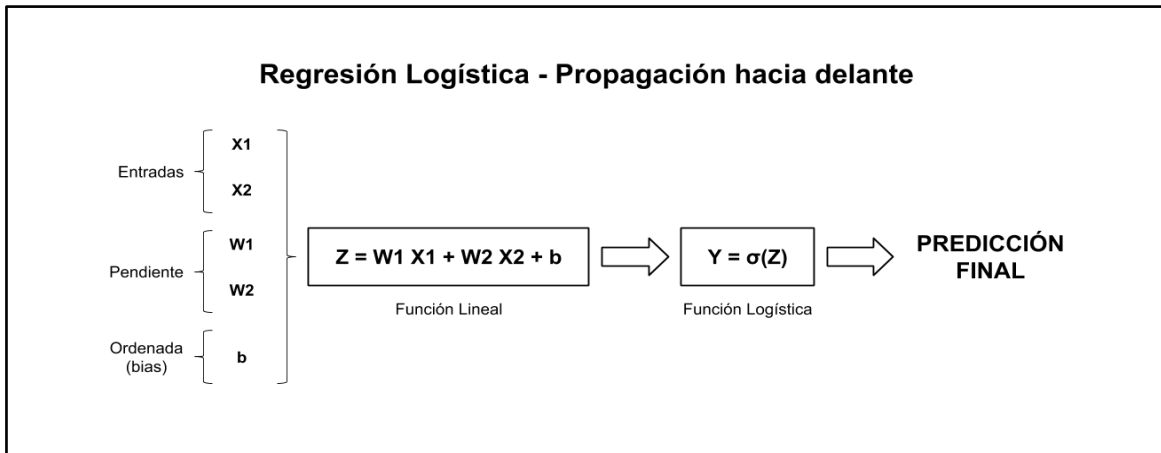 Regresión Logística - Propagación hacia delante
Entradas
X1
X2
Pendiente
W1
W2
Ordenada
(bias)
b
Z = W1 X1 + W2 X2 + b
Función Lineal
Y = σ(Z)
Función Logística
PREDICCIÓN
FINAL